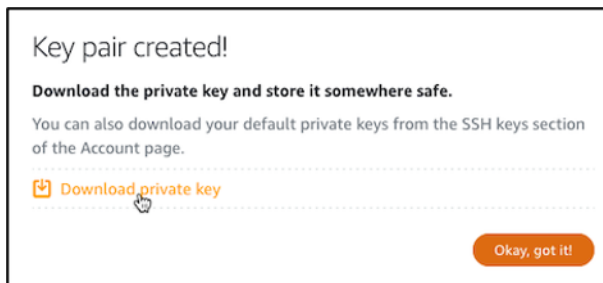 Key pair created!
Download the private key and store it somewhere safe.
You can also download your default private keys from the SSH keys section
of the Account page.
Download private key
Okay, got it!